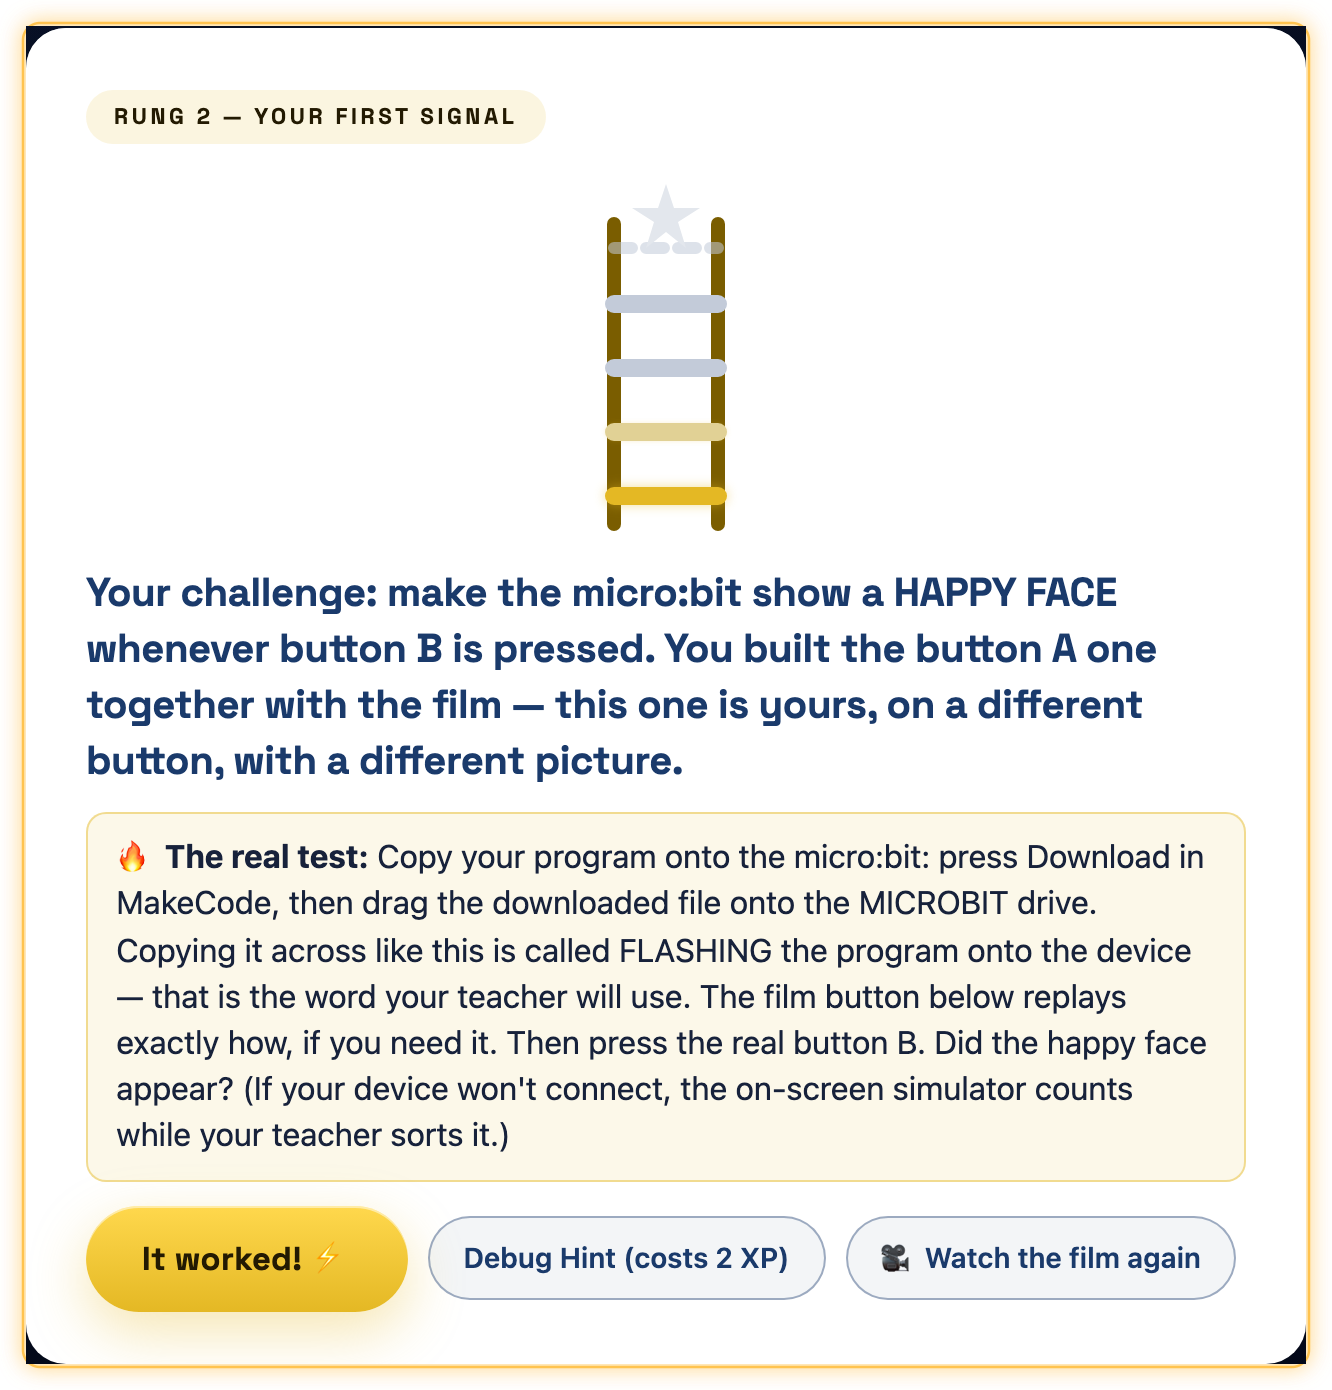 RUNG 2 — YOUR FIRST SIGNAL
Your challenge: make the micro:bit show a HAPPY FACE
whenever button B is pressed. You built the button A one
together with the film — this one is yours, on a different
button, with a different picture.
🔥 The real test: Copy your program onto the micro:bit: press Download in
MakeCode, then drag the downloaded file onto the MICROBIT drive.
Copying it across like this is called FLASHING the program onto the device
— that is the word your teacher will use. The film button below replays
exactly how, if you need it. Then press the real button B. Did the happy face
appear? (If your device won't connect, the on-screen simulator counts
while your teacher sorts it.)
It worked! ⚡
Debug Hint (costs 2 XP)
🎥 Watch the film again